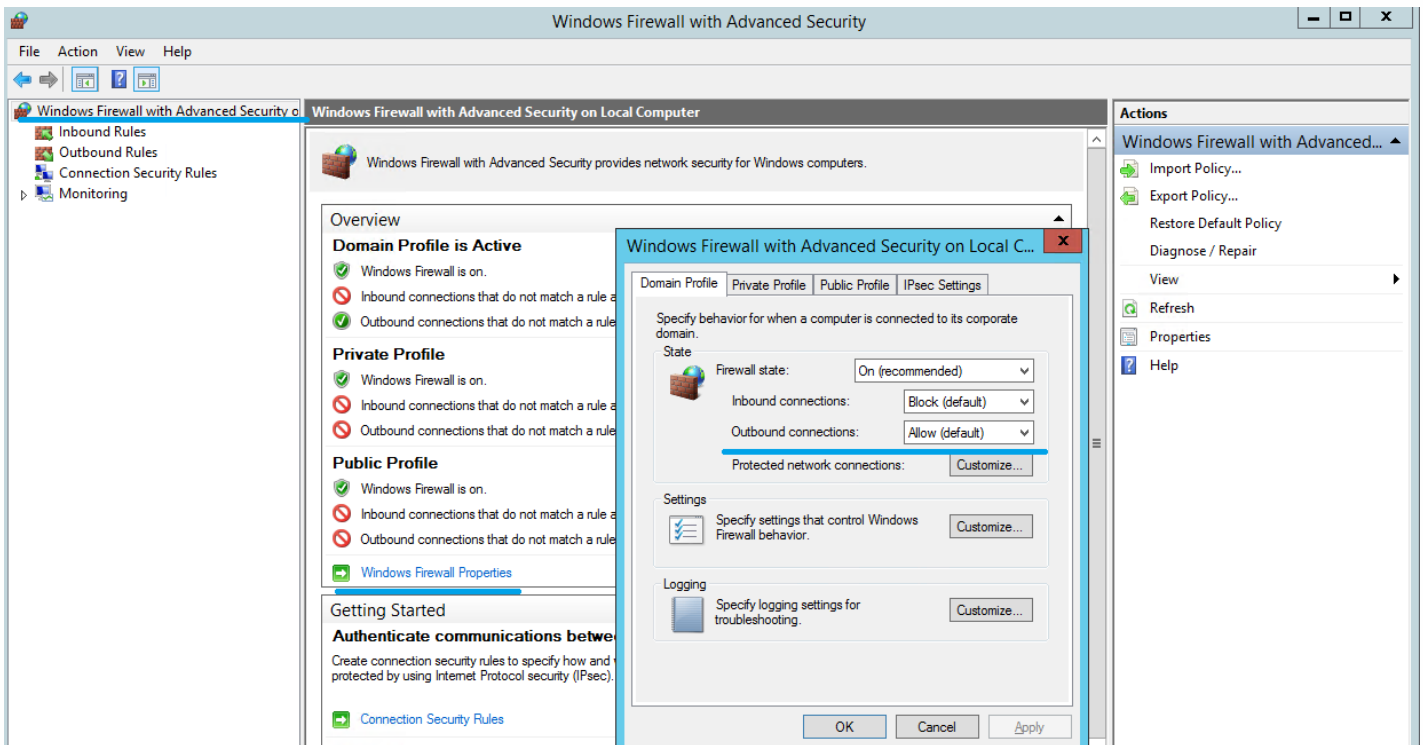 Windows Firewall with Advanced Security
File Action View Help
Windows Firewall with Advanced Security o
Inbound Rules
Outbound Rules
Connection Security Rules
Monitoring
Windows Firewall with Advanced Security on Local Computer
Windows Firewall with Advanced Security provides network security for Windows computers.
Overview
Domain Profile is Active
Windows Firewall is on.
Inbound connections that do not match a rule a
Outbound connections that do not match a rule
Private Profile
Windows Firewall is on.
Inbound connections that do not match a rule a
Outbound connections that do not match a rule
Public Profile
Windows Firewall is on.
Inbound connections that do not match a rule a
Outbound connections that do not match a rule
Windows Firewall Properties
Getting Started
Authenticate communications betwe
Create connection security rules to specify how and
protected by using Internet Protocol security (IPsec).
Connection Security Rules
Windows Firewall with Advanced Security on Local C...
Domain Profile Private Profile Public Profile IPsec Settings
Specify behavior for when a computer is connected to its corporate
domain.
State
Firewall state: On (recommended)
Inbound connections: Block (default)
Outbound connections: Allow (default)
Protected network connections: Customize...
Settings
Specify settings that control Windows
Firewall behavior.
Customize...
Logging
Specify logging settings for
troubleshooting.
Customize...
OK Cancel Apply
Actions
Windows Firewall with Advanced...
Import Policy...
Export Policy...
Restore Default Policy
Diagnose / Repair
View
Refresh
Properties
Help